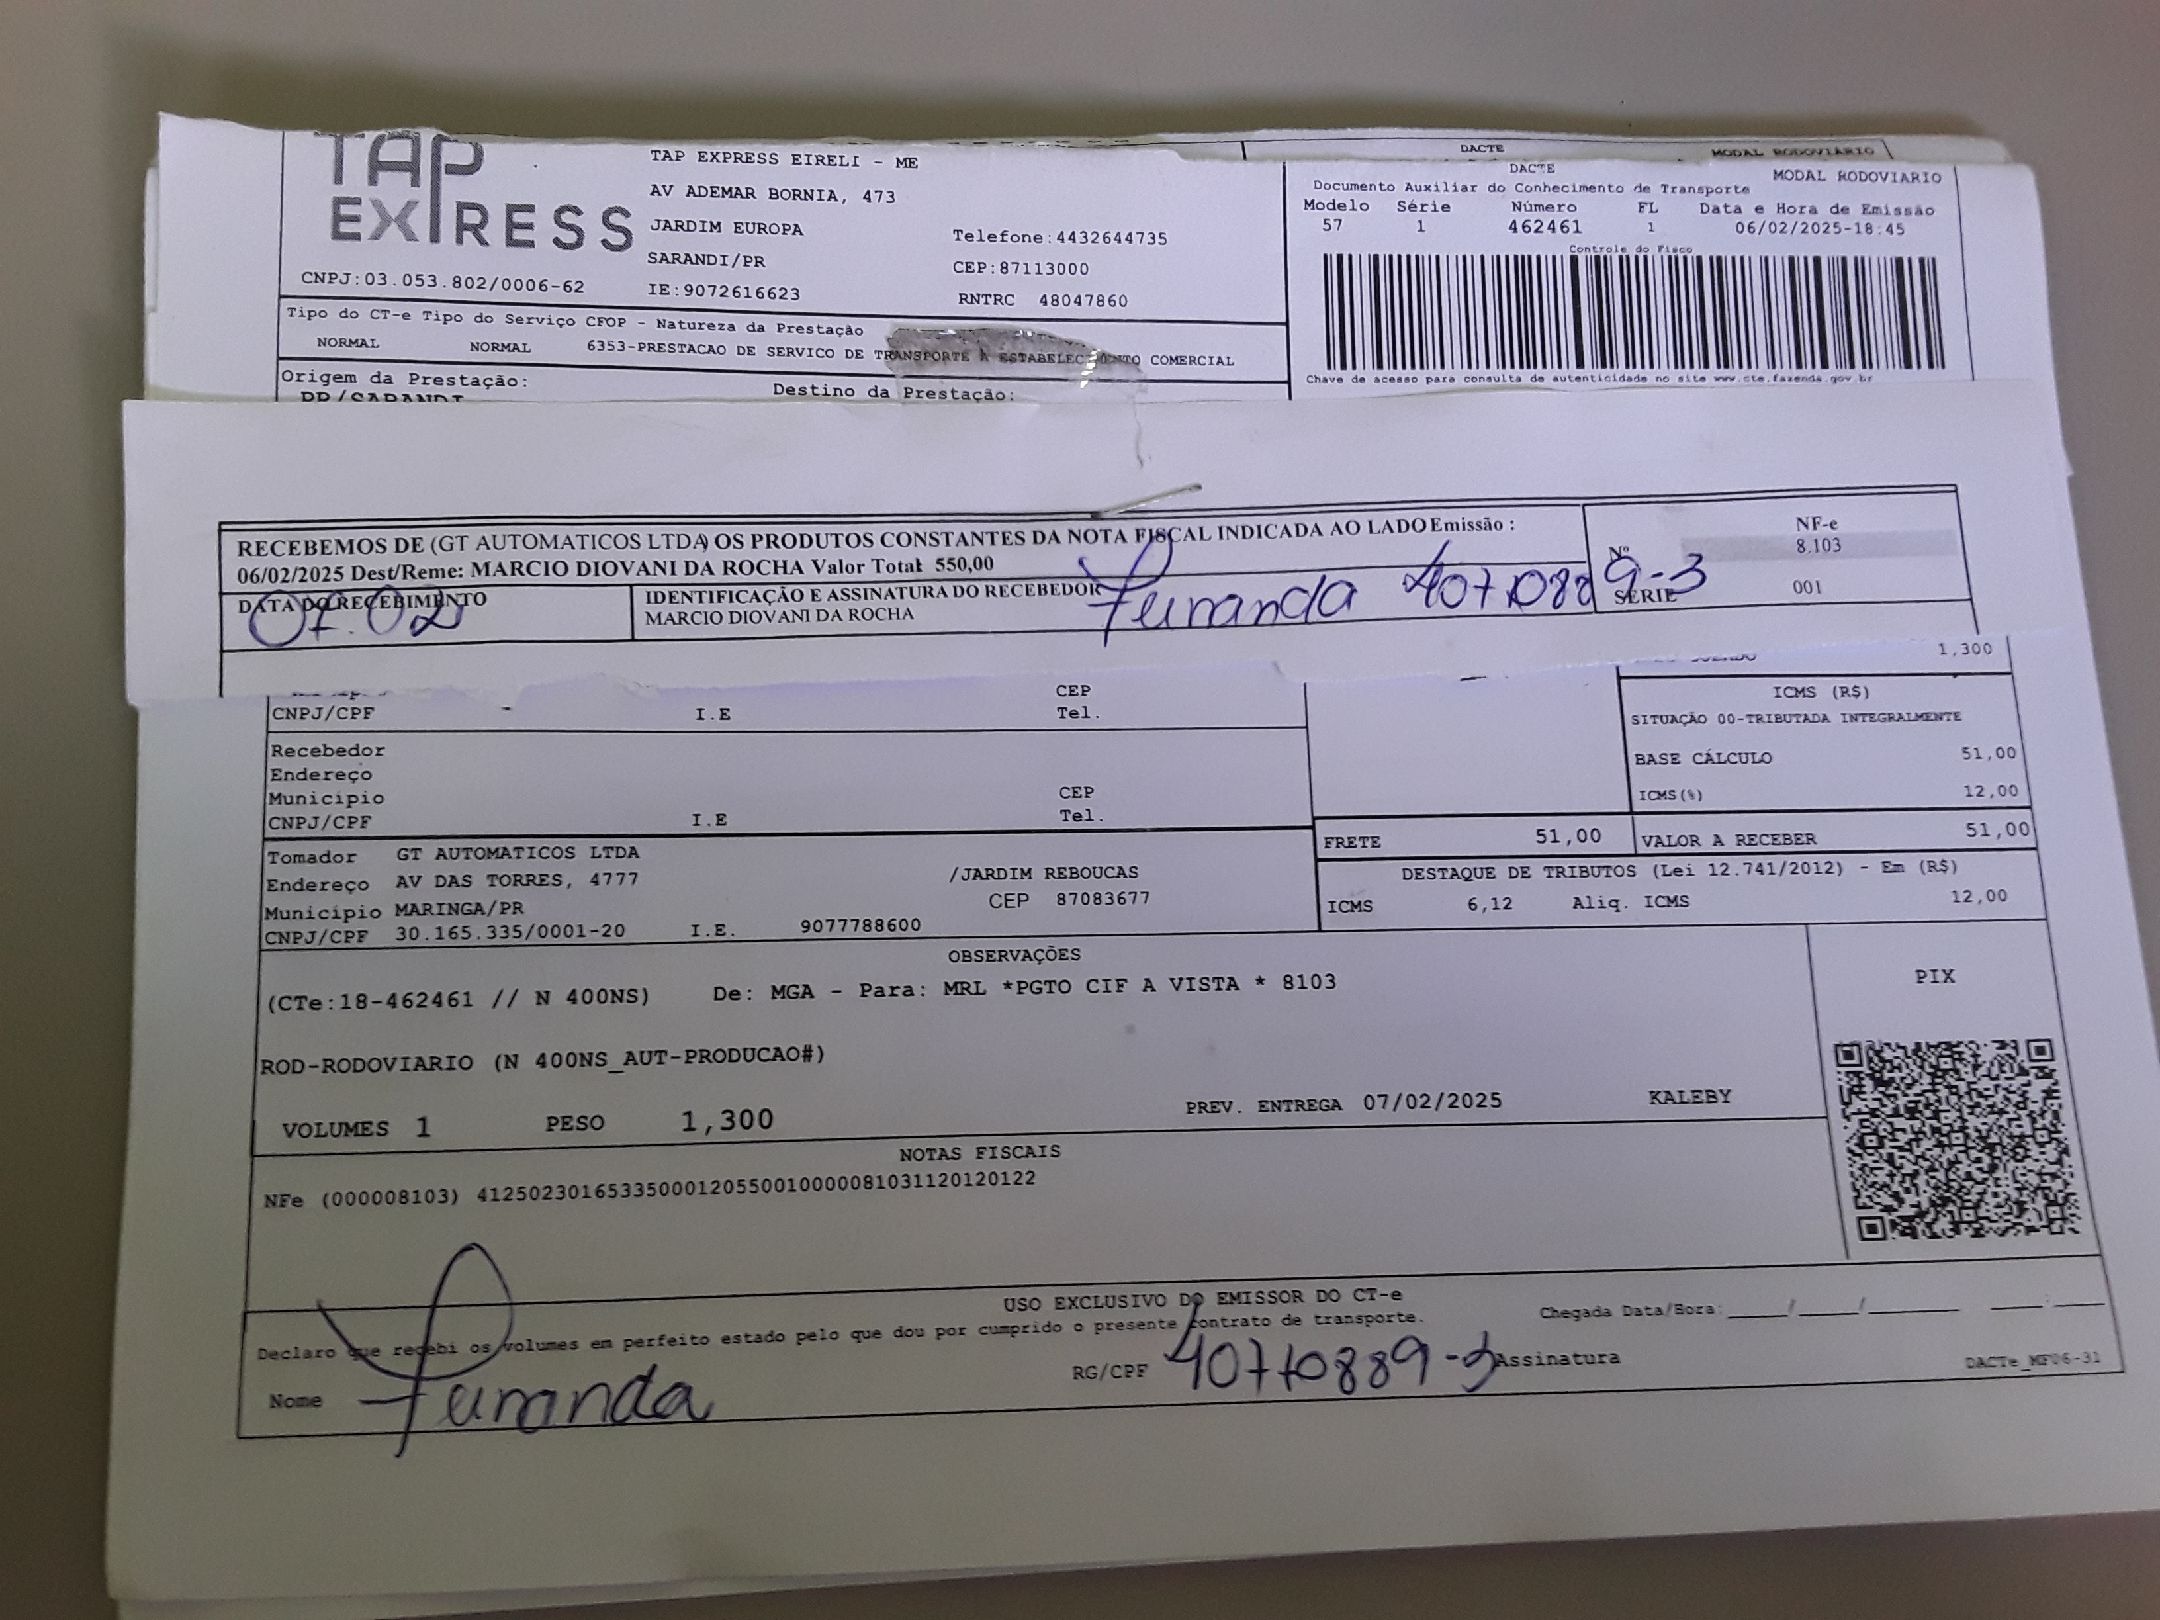 TAP
EXPRESS
CNPJ:03.053.802/0006-62
TAP EXPRESS EIRELI - ME
AV ADEMAR BORNIA, 473
JARDIM EUROPA
SARANDI/PR
IE:9072616623
Telefone:4432644735
CEP:87113000
RNTRC 48047860
DACTE
MODAL RODOVIÁRIO
DACTE
MODAL RODOVIARIO
Documento Auxiliar do Conhecimento de Transporte
Modelo Série Número FL Data e Hora de Emissão
57 1 462461 1 06/02/2025-18:45
Controle do Fisco
Chave de acesso para consulta de autenticidade no site www.cte.fazenda.gov.br
Tipo do CT-e Tipo do Serviço CFOP - Natureza da Prestação
NORMAL NORMAL 6353-PRESTACAO DE SERVICO DE TRANSPORTE A ESTABELECIMENTO COMERCIAL
Origem da Prestação: Destino da Prestação:
PR/SARANDI
RECEBEMOS DE (GT AUTOMATICOS LTDA) OS PRODUTOS CONSTANTES DA NOTA FISCAL INDICADA AO LADO Emissão :
06/02/2025 Dest/Reme: MARCIO DIOVANI DA ROCHA Valor Total: 550,00
NF-e
Nº 8.103
SÉRIE 001
DATA DO RECEBIMENTO
07.02
IDENTIFICAÇÃO E ASSINATURA DO RECEBEDOR
MARCIO DIOVANI DA ROCHA
Fernanda 40710889-3
1,300
CEP
CNPJ/CPF I.E Tel.
Recebedor
Endereço
Município CEP
CNPJ/CPF I.E Tel.
ICMS (R$)
SITUAÇÃO 00-TRIBUTADA INTEGRALMENTE
BASE CÁLCULO 51,00
ICMS(%) 12,00
FRETE 51,00 VALOR A RECEBER 51,00
Tomador GT AUTOMATICOS LTDA
Endereço AV DAS TORRES, 4777 /JARDIM REBOUCAS
Município MARINGA/PR CEP 87083677
CNPJ/CPF 30.165.335/0001-20 I.E. 9077788600
DESTAQUE DE TRIBUTOS (Lei 12.741/2012) - Em (R$)
ICMS 6,12 Aliq. ICMS 12,00
OBSERVAÇÕES
(CTe:18-462461 // N 400NS) De: MGA - Para: MRL *PGTO CIF A VISTA * 8103
ROD-RODOVIARIO (N 400NS_AUT-PRODUCAO#)
VOLUMES 1 PESO 1,300 PREV. ENTREGA 07/02/2025 KALEBY
PIX
NOTAS FISCAIS
NFe (000008103) 41250230165335000120550010000081031120120122
USO EXCLUSIVO DO EMISSOR DO CT-e
Declaro que recebi os volumes em perfeito estado pelo que dou por cumprido o presente contrato de transporte.
Chegada Data/Hora: ____/____/______ ____:____
Nome Fernanda RG/CPF 40710889-3 Assinatura
DACTe_MF06-31